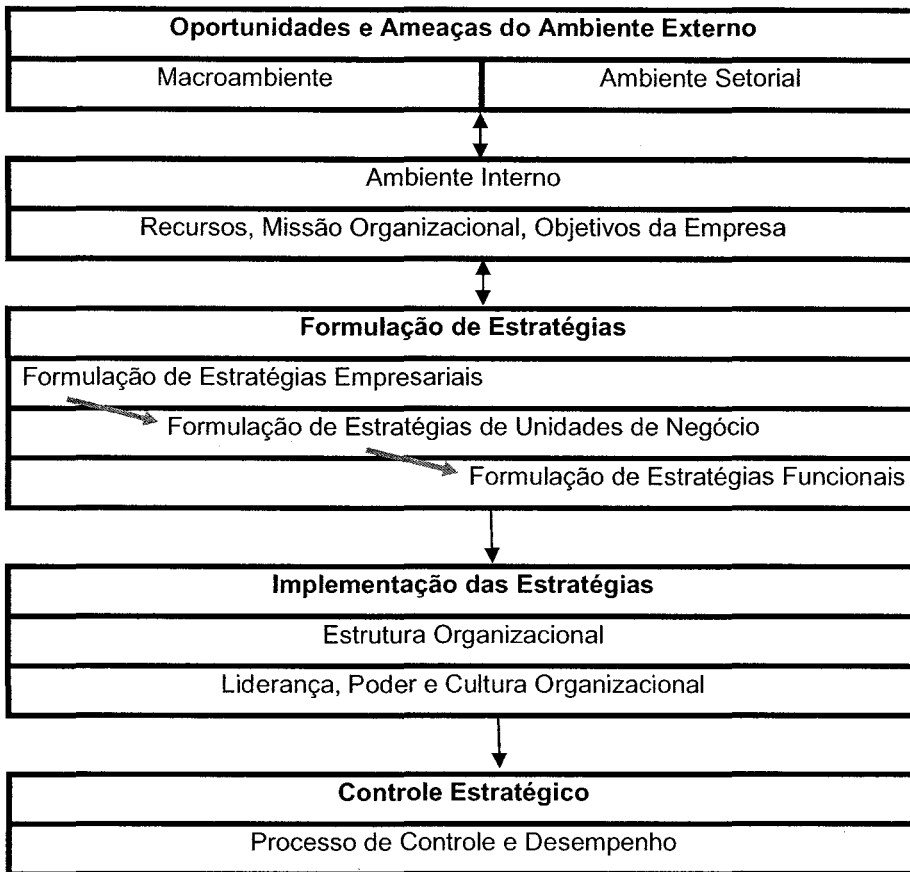 Oportunidades e Ameaças do Ambiente Externo
Macroambiente
Ambiente Setorial
Ambiente Interno
Recursos, Missão Organizacional, Objetivos da Empresa
Formulação de Estratégias
Formulação de Estratégias Empresariais
Formulação de Estratégias de Unidades de Negócio
Formulação de Estratégias Funcionais
Implementação das Estratégias
Estrutura Organizacional
Liderança, Poder e Cultura Organizacional
Controle Estratégico
Processo de Controle e Desempenho